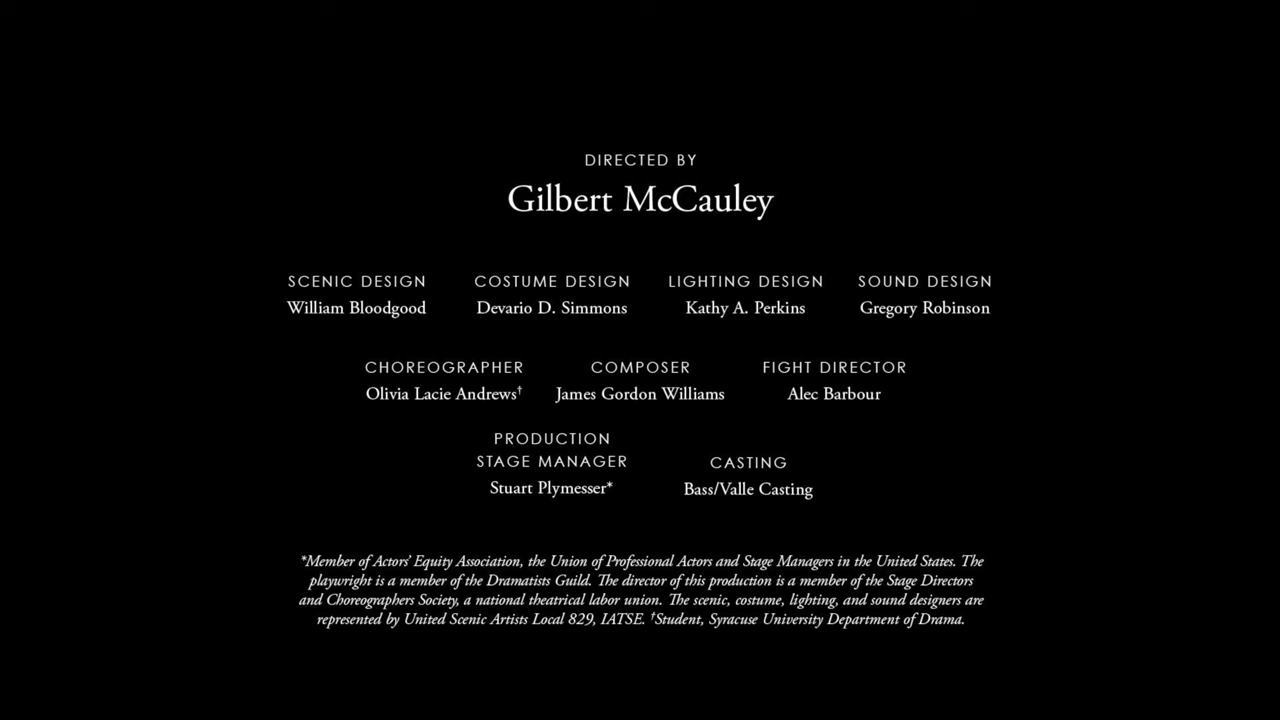 DIRECTED BY
Gilbert McCauley
SCENIC DESIGN COSTUME DESIGN LIGHTING DESIGN SOUND DESIGN
William Bloodgood Devario D. Simmons Kathy A. Perkins Gregory Robinson
CHOREOGRAPHER COMPOSER FIGHT DIRECTOR
Olivia Lacie Andrews† James Gordon Williams Alec Barbour
PRODUCTION
STAGE MANAGER CASTING
Stuart Plymesser* Bass/Valle Casting
*Member of Actors’ Equity Association, the Union of Professional Actors and Stage Managers in the United States. The
playwright is a member of the Dramatists Guild. The director of this production is a member of the Stage Directors
and Choreographers Society, a national theatrical labor union. The scenic, costume, lighting, and sound designers are
represented by United Scenic Artists Local 829, IATSE. †Student, Syracuse University Department of Drama.